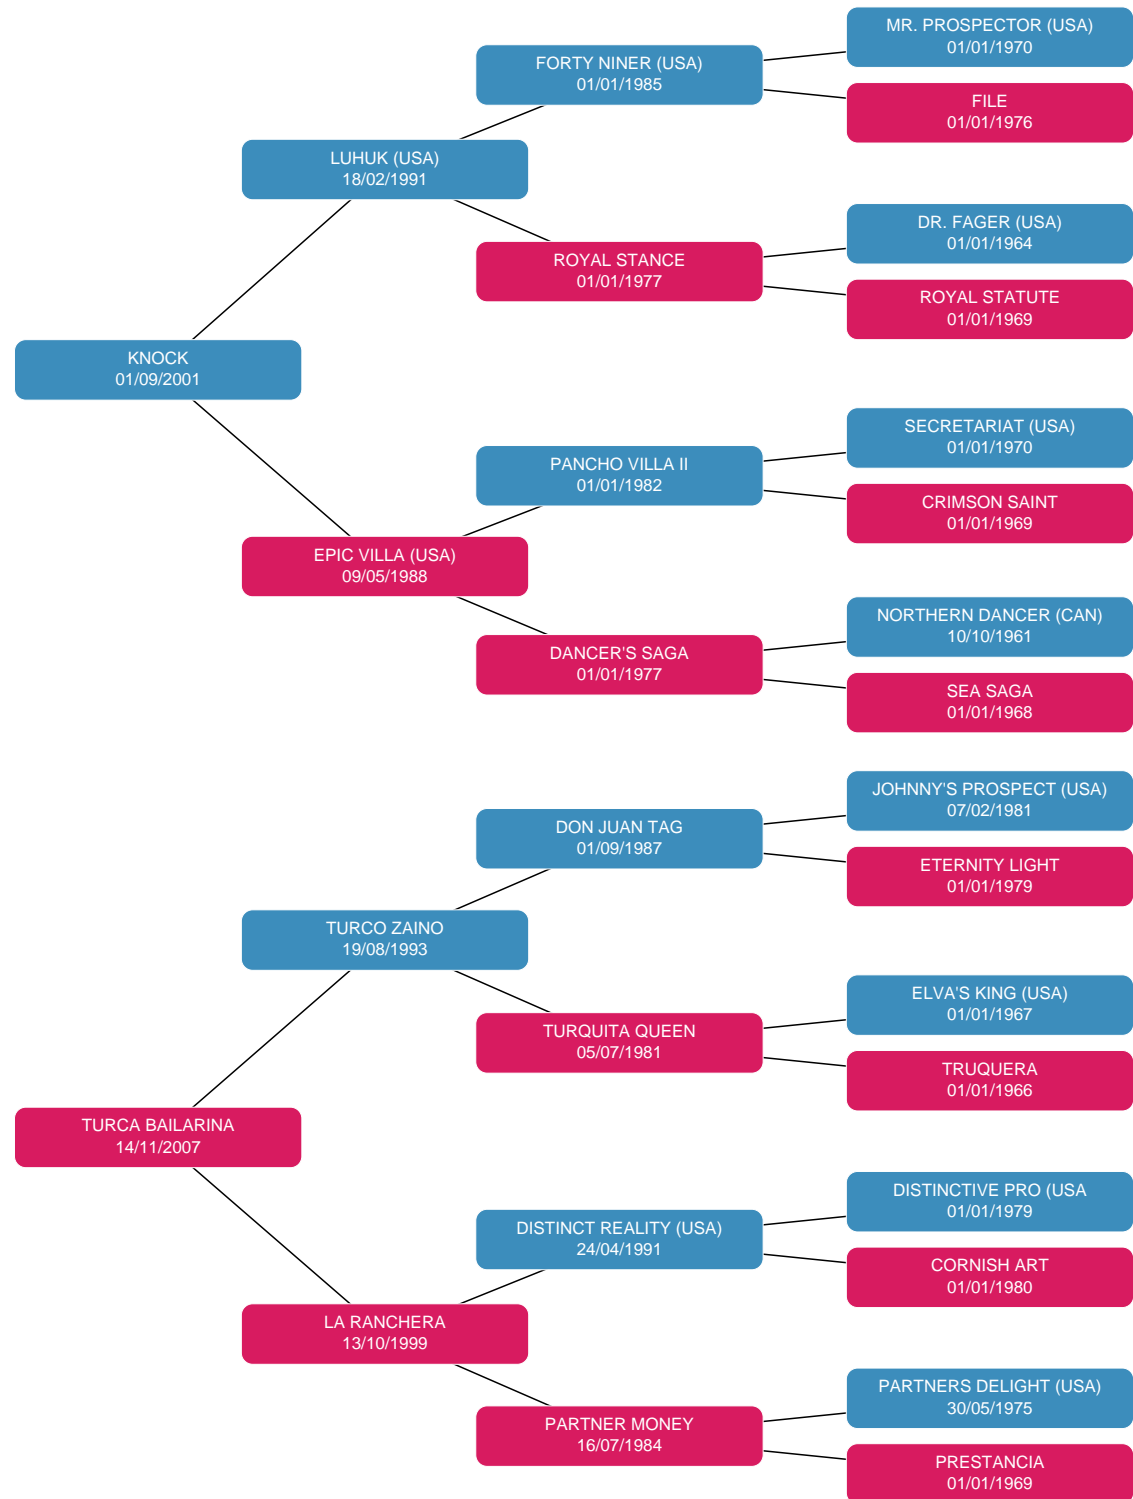 MR. PROSPECTOR (USA)
01/01/1970
FORTY NINER (USA)
01/01/1985
FILE
01/01/1976
LUHUK (USA)
18/02/1991
DR. FAGER (USA)
01/01/1964
ROYAL STANCE
01/01/1977
ROYAL STATUTE
01/01/1969
KNOCK
01/09/2001
SECRETARIAT (USA)
01/01/1970
PANCHO VILLA II
01/01/1982
CRIMSON SAINT
01/01/1969
EPIC VILLA (USA)
09/05/1988
NORTHERN DANCER (CAN)
10/10/1961
DANCER'S SAGA
01/01/1977
SEA SAGA
01/01/1968
JOHNNY'S PROSPECT (USA)
07/02/1981
DON JUAN TAG
01/09/1987
ETERNITY LIGHT
01/01/1979
TURCO ZAINO
19/08/1993
ELVA'S KING (USA)
01/01/1967
TURQUITA QUEEN
05/07/1981
TRUQUERA
01/01/1966
TURCA BAILARINA
14/11/2007
DISTINCTIVE PRO (USA
01/01/1979
DISTINCT REALITY (USA)
24/04/1991
CORNISH ART
01/01/1980
LA RANCHERA
13/10/1999
PARTNERS DELIGHT (USA)
30/05/1975
PARTNER MONEY
16/07/1984
PRESTANCIA
01/01/1969